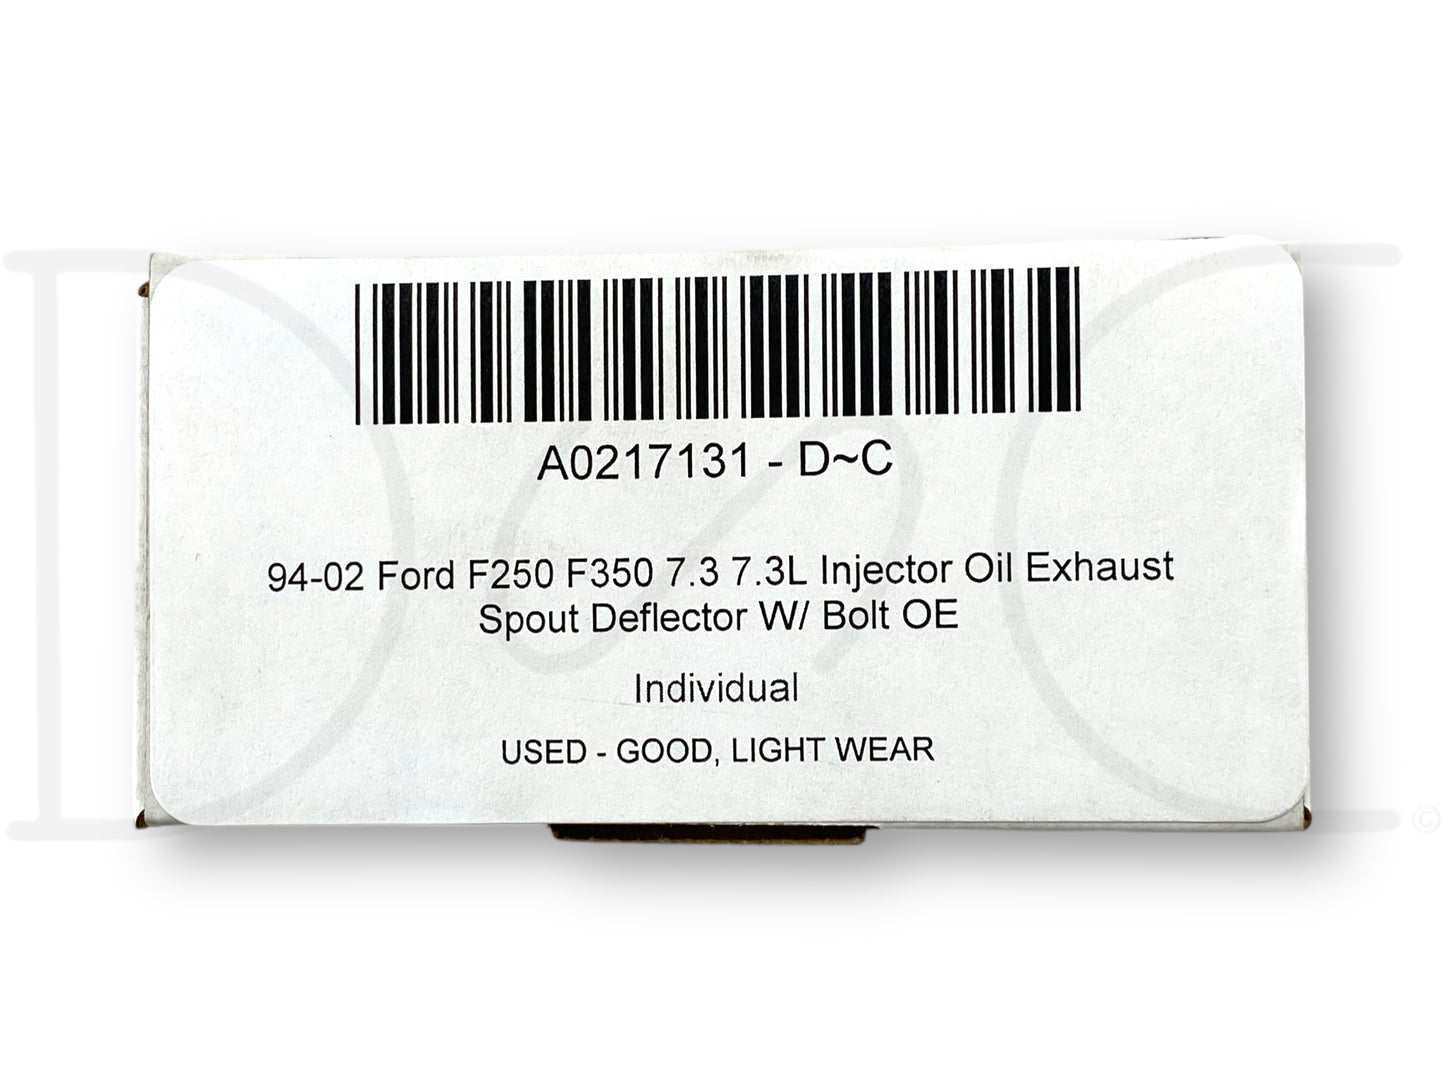 A0217131 - D~C
94-02 Ford F250 F350 7.3 7.3L Injector Oil Exhaust
Spout Deflector W/ Bolt OE
Individual
USED - GOOD, LIGHT WEAR
©